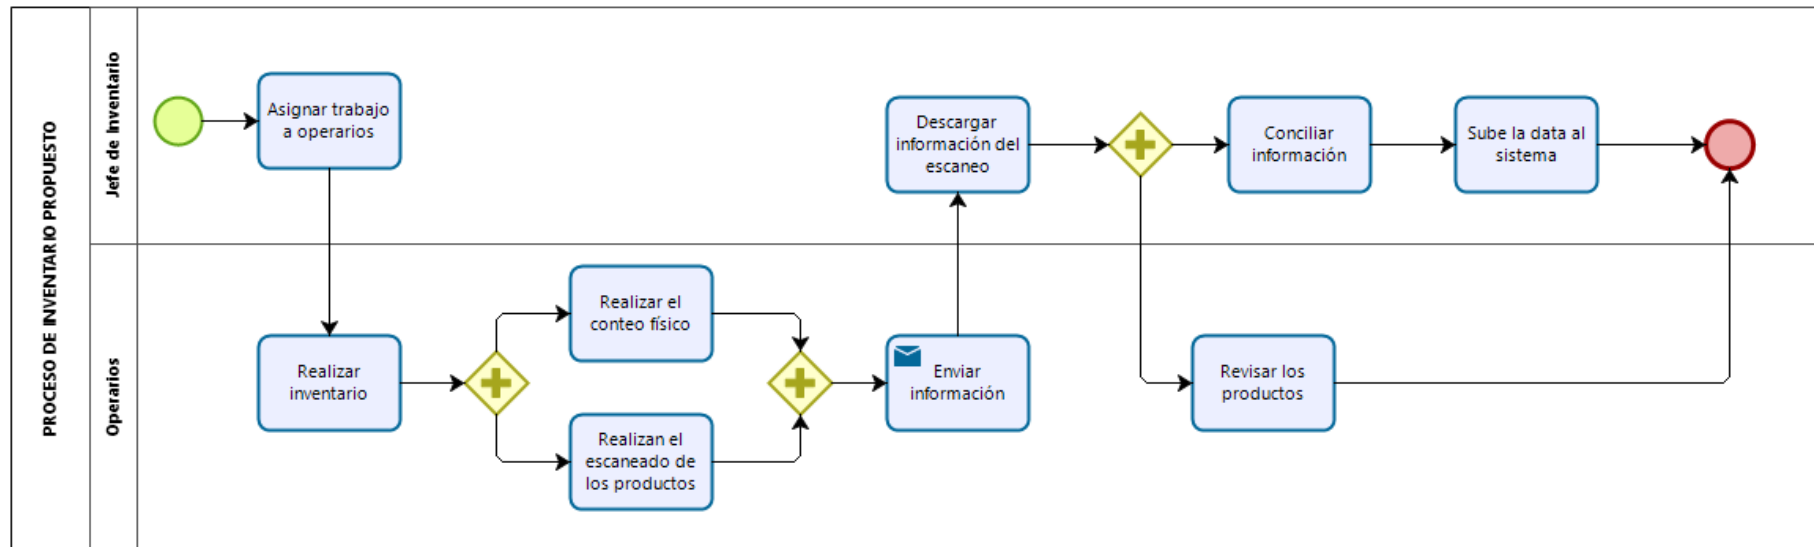 PROCESO DE INVENTARIO PROPUESTO
Jefe de Inventario
Asignar trabajo
a operarios
Descargar
información del
escaneo
Conciliar
información
Sube la data al
sistema
Operarios
Realizar
inventario
Realizar el
conteo físico
Realizan el
escaneado de
los productos
Enviar
información
Revisar los
productos